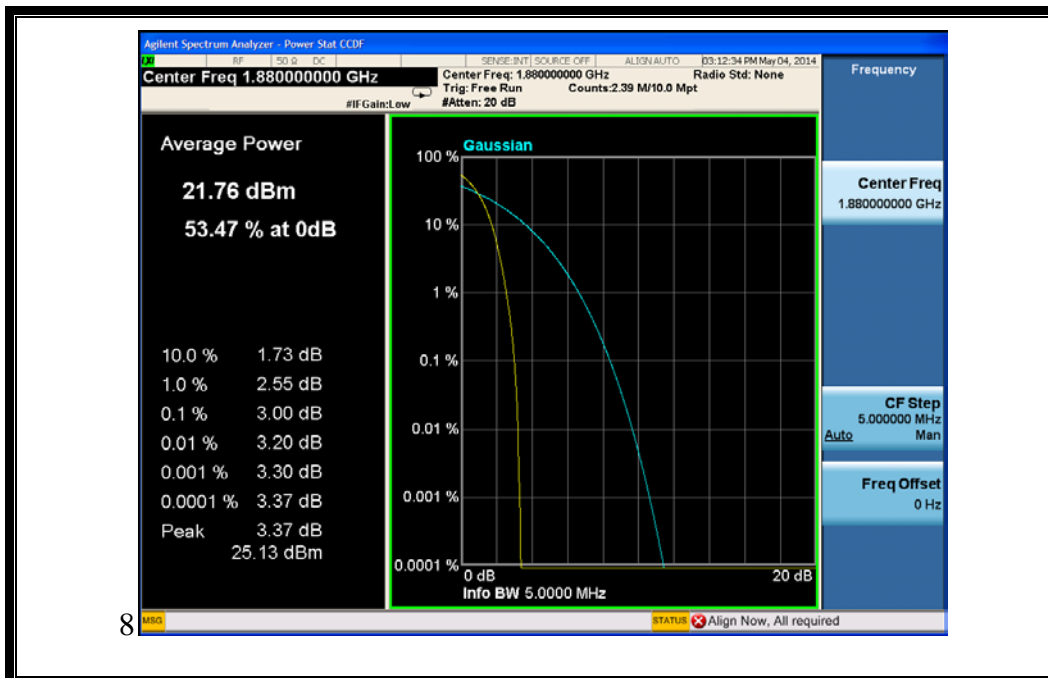 Agilent Spectrum Analyzer - Power Stat CCDF
LXI RF 50 Ω DC SENSE:INT SOURCE OFF ALIGNAUTO 03:12:34 PM May 04, 2014
Center Freq 1.880000000 GHz
Center Freq: 1.880000000 GHz Radio Std: None
Trig: Free Run Counts:2.39 M/10.0 Mpt
#IFGain:Low #Atten: 20 dB
Average Power
21.76 dBm
53.47 % at 0dB
10.0 % 1.73 dB
1.0 % 2.55 dB
0.1 % 3.00 dB
0.01 % 3.20 dB
0.001 % 3.30 dB
0.0001 % 3.37 dB
Peak 3.37 dB
25.13 dBm
Gaussian
100 %
10 %
1 %
0.1 %
0.01 %
0.001 %
0.0001 %
0 dB 20 dB
Info BW 5.0000 MHz
Frequency
Center Freq
1.880000000 GHz
CF Step
5.000000 MHz
Auto Man
Freq Offset
0 Hz
8
MSG STATUS Align Now, All required